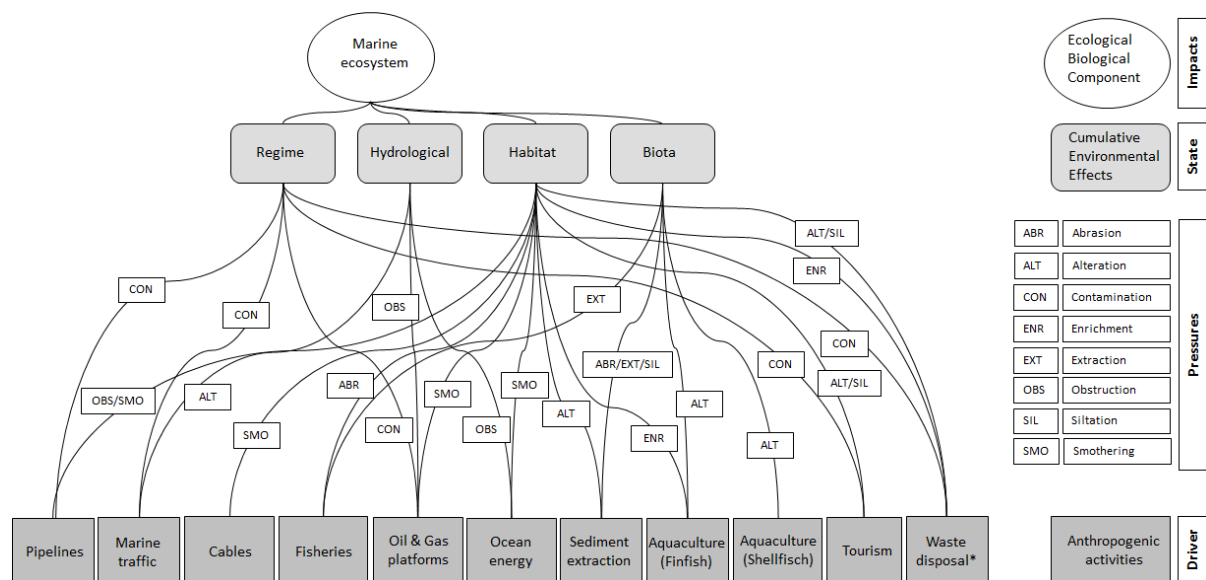 Marine
ecosystem
Ecological
Biological
Component
Impacts
Regime
Hydrological
Habitat
Biota
Cumulative
Environmental
Effects
State
ALT/SIL
ENR
CON
CON
OBS
EXT
CON
OBS/SMO
ALT
SMO
ABR
CON
SMO
OBS
SMO
ALT
ABR/EXT/SIL
ENR
ALT
ALT
CON
ALT/SIL
ABR Abrasion
ALT Alteration
CON Contamination
ENR Enrichment
EXT Extraction
OBS Obstruction
SIL Siltation
SMO Smothering
Pressures
Pipelines
Marine
traffic
Cables
Fisheries
Oil & Gas
platforms
Ocean
energy
Sediment
extraction
Aquaculture
(Finfish)
Aquaculture
(Shellfisch)
Tourism
Waste
disposal*
Anthropogenic
activities
Driver